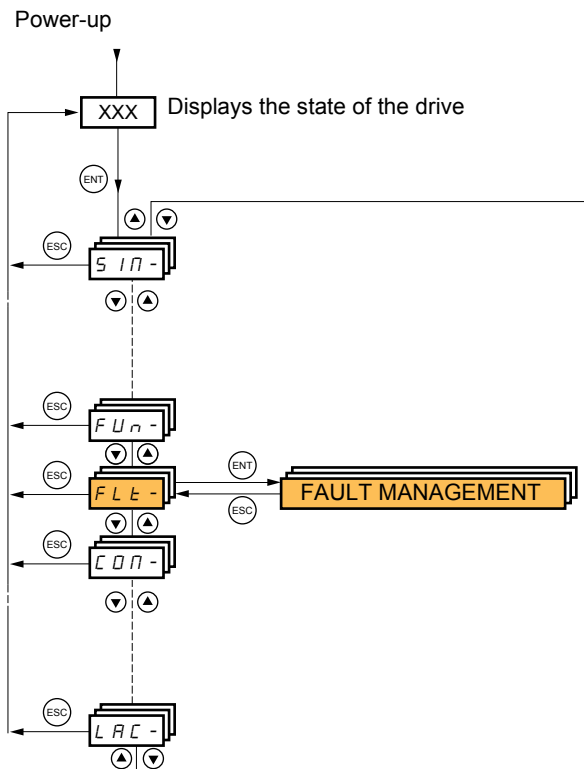 Power-up
XXX Displays the state of the drive
ENT
ESC
SIM-
ESC
FUn-
ESC
FLt-
ENT
ESC
FAULT MANAGEMENT
ESC
COM-
ESC
LAC-